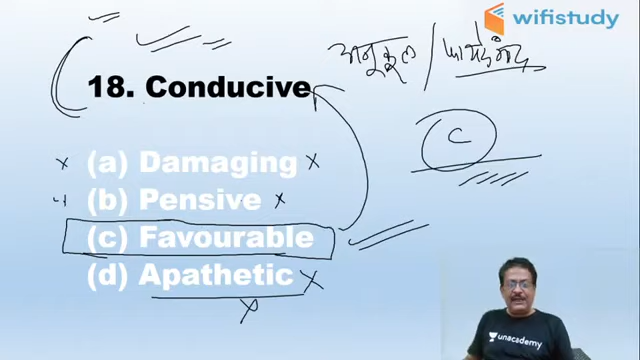 wifistudy
अनुकूल /
18. Conducive
C
(a) Damaging
(b) Pensive
(c) Favourable
(d) Apathetic
unacademy